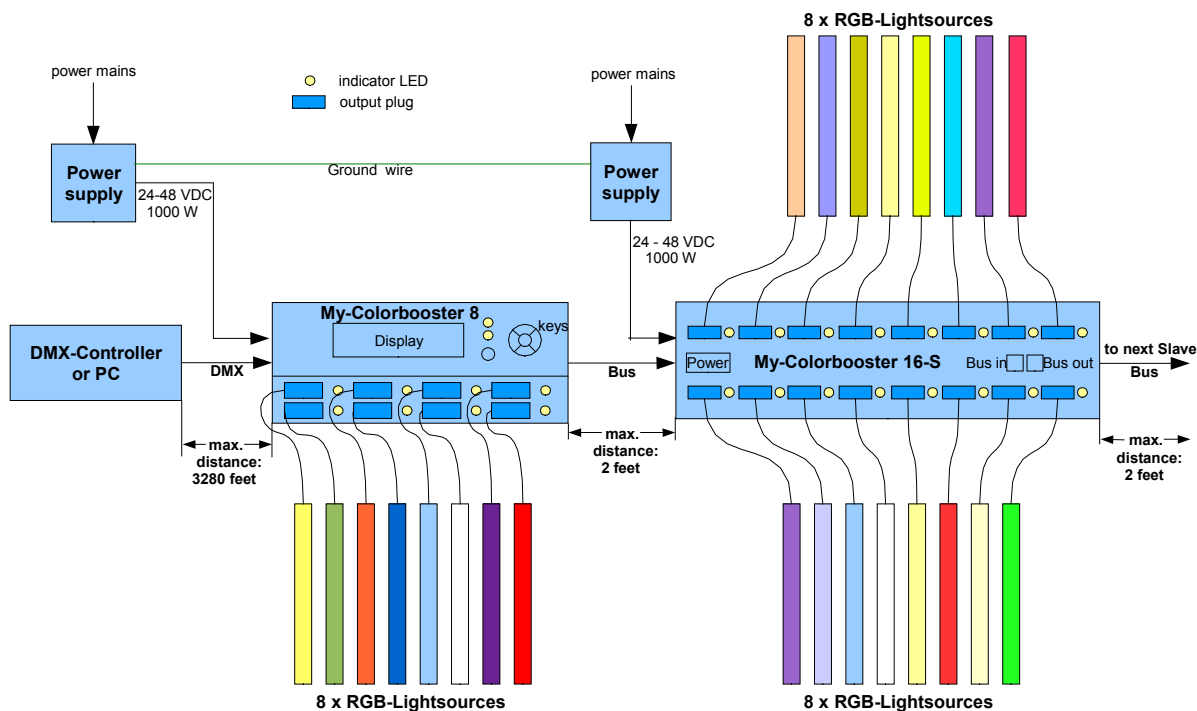 8 x RGB-Lightsources
power mains
indicator LED
output plug
power mains
Power
supply
Ground wire
Power
supply
24-48 VDC
1000 W
24 - 48 VDC
1000 W
My-Colorbooster 8
Display
keys
DMX-Controller
or PC
DMX
Bus
Power
My-Colorbooster 16-S
Bus in
Bus out
to next Slave
Bus
max.
distance:
3280 feet
max.
distance:
2 feet
max.
distance:
2 feet
8 x RGB-Lightsources
8 x RGB-Lightsources